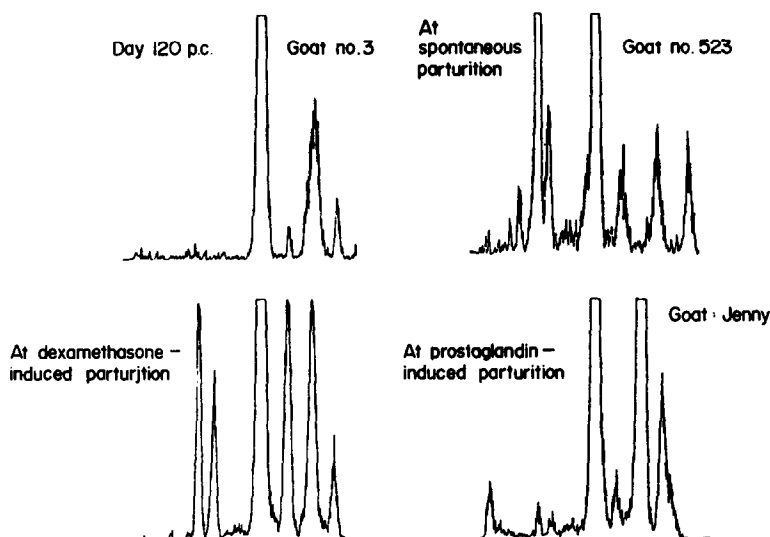 Day 120 p.c.
Goat no. 3
At
spontaneous
parturition
Goat no. 523
At dexamethasone –
induced parturjtion
At prostaglandin –
induced parturition
Goat : Jenny